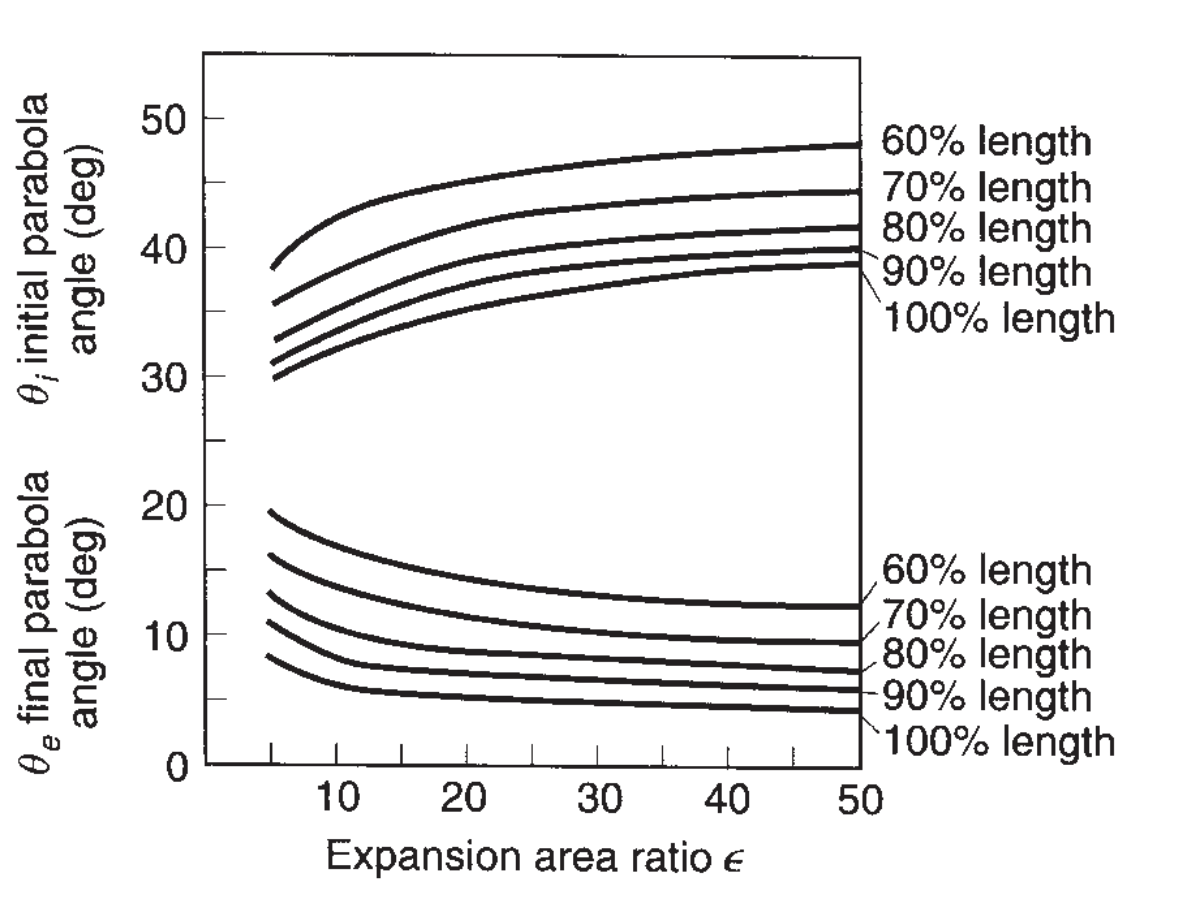 θi initial parabola
angle (deg)
50
40
30
60% length
70% length
80% length
90% length
100% length
θe final parabola
angle (deg)
20
10
0
60% length
70% length
80% length
90% length
100% length
10 20 30 40 50
Expansion area ratio ϵ